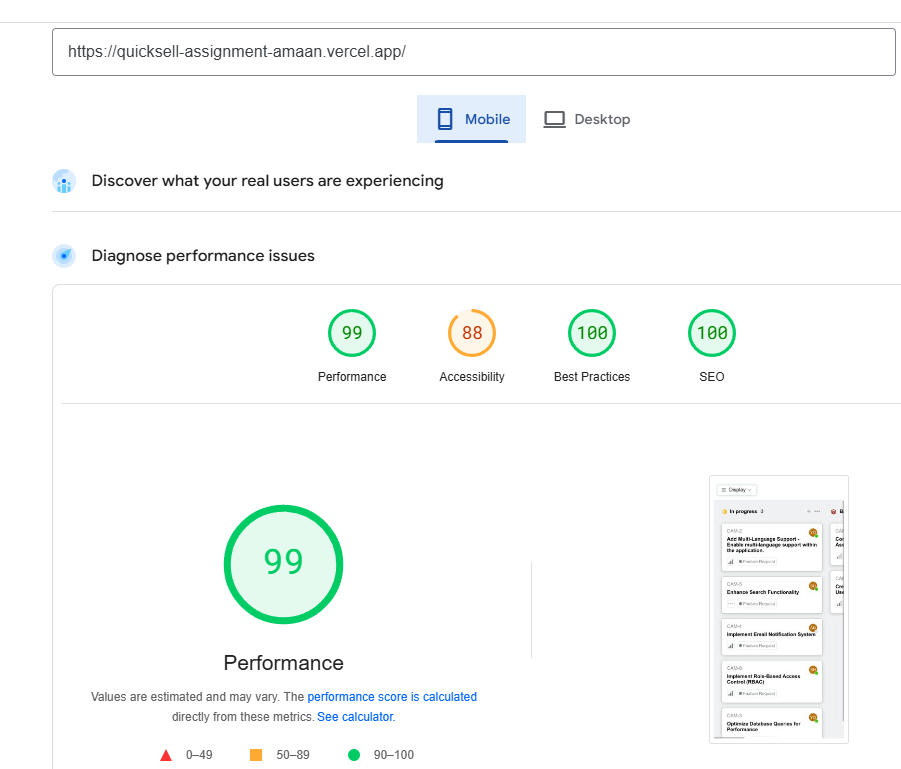 https://quicksell-assignment-amaan.vercel.app/
Mobile
Desktop
Discover what your real users are experiencing
Diagnose performance issues
99
88
100
100
Performance
Accessibility
Best Practices
SEO
99
Performance
Values are estimated and may vary. The performance score is calculated
directly from these metrics. See calculator.
0–49
50–89
90–100
Display
In progress
CAM-2
Add Multi-Language Support -
Enable multi-language support within
the application.
Feature Request
CAM-5
Enhance Search Functionality
Feature Request
CAM-1
Implement Email Notification System
Feature Request
Implement Role-Based Access
Control (RBAC)
Feature Request
CAM-3
Optimize Database Queries for
Performance